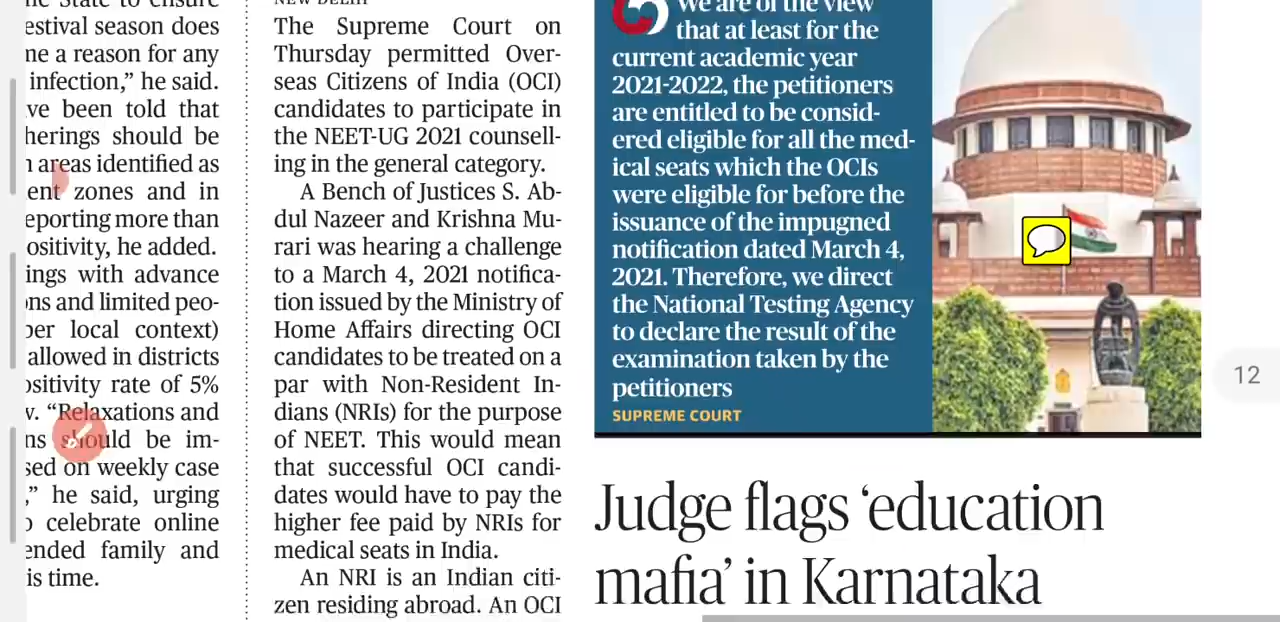 estival season does
me a reason for any
infection,” he said.
ve been told that
herings should be
areas identified as
zones and in
eporting more than
ositivity, he added.
ings with advance
ons and limited peo-
per local context)
allowed in districts
ositivity rate of 5%
“Relaxations and
ns should be im-
sed on weekly case
,” he said, urging
o celebrate online
ended family and
is time.
NEW DELHI
The Supreme Court on
Thursday permitted Over-
seas Citizens of India (OCI)
candidates to participate in
the NEET-UG 2021 counsell-
ing in the general category.
A Bench of Justices S. Ab-
dul Nazeer and Krishna Mu-
rari was hearing a challenge
to a March 4, 2021 notifica-
tion issued by the Ministry of
Home Affairs directing OCI
candidates to be treated on a
par with Non-Resident In-
dians (NRIs) for the purpose
of NEET. This would mean
that successful OCI candi-
dates would have to pay the
higher fee paid by NRIs for
medical seats in India.
An NRI is an Indian citi-
zen residing abroad. An OCI
We are of the view
that at least for the
current academic year
2021-2022, the petitioners
are entitled to be consid-
ered eligible for all the med-
ical seats which the OCIs
were eligible for before the
issuance of the impugned
notification dated March 4,
2021. Therefore, we direct
the National Testing Agency
to declare the result of the
examination taken by the
petitioners
SUPREME COURT
Judge flags ‘education
mafia’ in Karnataka
12